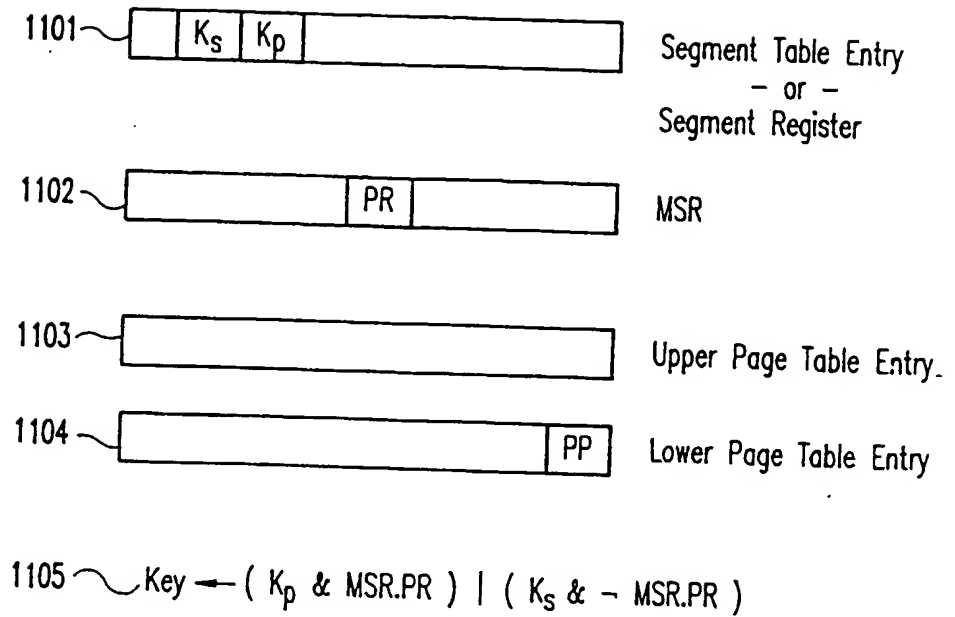 1101 Ks Kp Segment Table Entry
– or –
Segment Register
1102 PR MSR
1103 Upper Page Table Entry
1104 PP Lower Page Table Entry
1105 Key ← ( Kp & MSR.PR ) | ( Ks & ¬ MSR.PR )